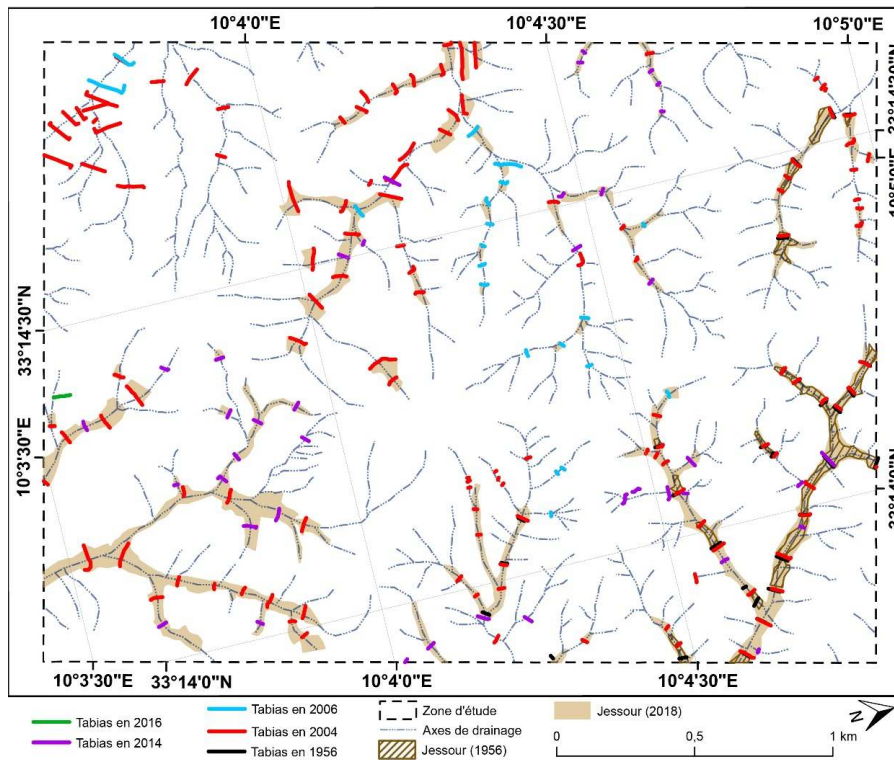 10°4'0"E 10°4'30"E 10°5'0"E
33°14'30"N
10°3'30"E
10°3'30"E 33°14'0"N 10°4'0"E 10°4'30"E
Tabias en 2016
Tabias en 2014
Tabias en 2006
Tabias en 2004
Tabias en 1956
Zone d'étude
Axes de drainage
Jessour (1956)
Jessour (2018)
0 0,5 1 km
N